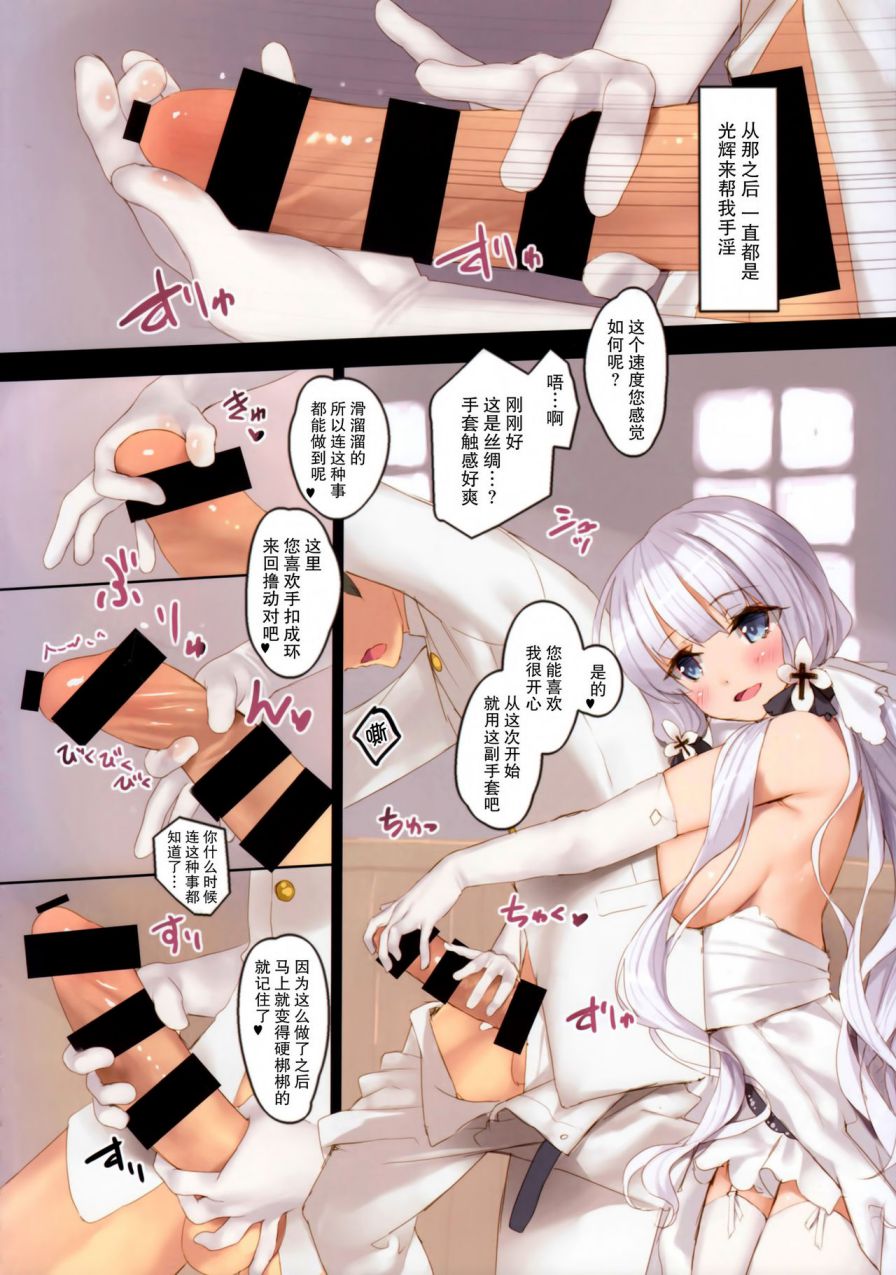 从那之后一直都是
光辉来帮我手淫
ずりゅ
这个速度您感觉
如何呢？
唔…啊
刚刚好
这是丝绸…？
手套触感好爽
滑溜溜的
所以连这种事
都能做到呢♥
きゅ♥
这里
您喜欢手扣成环
来回撸动对吧♥
びくびくびく
是的♥
您能喜欢
我很开心
从这次开始
就用这副手套吧
嘶
ちゅっ
ちゅく♥
ずりゅ
你什么时候
连这种事都
知道了…
ずり
因为这么做了之后
马上就变得硬梆梆的
就记住了♥
ずり